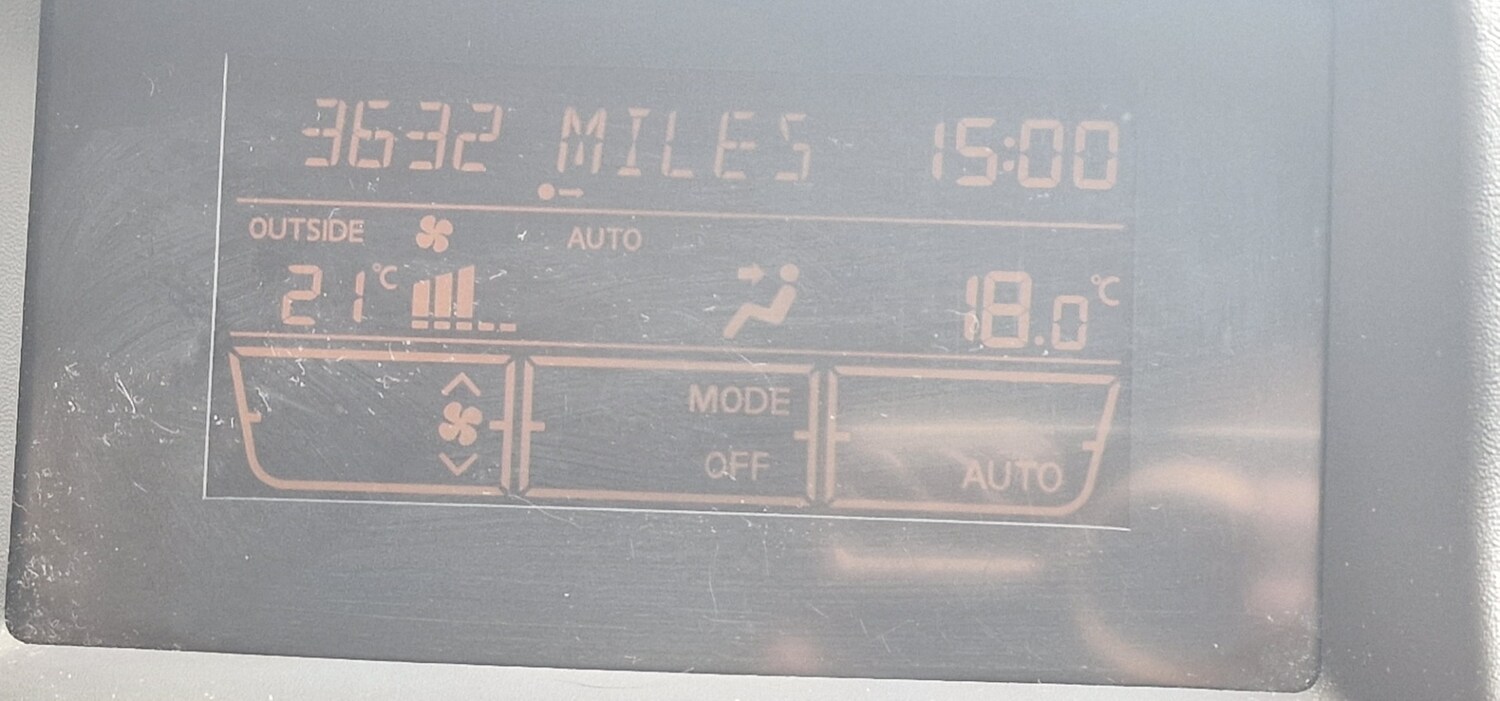 3632 MILES 15:00
OUTSIDE AUTO
21°C 18.0°C
MODE
OFF AUTO